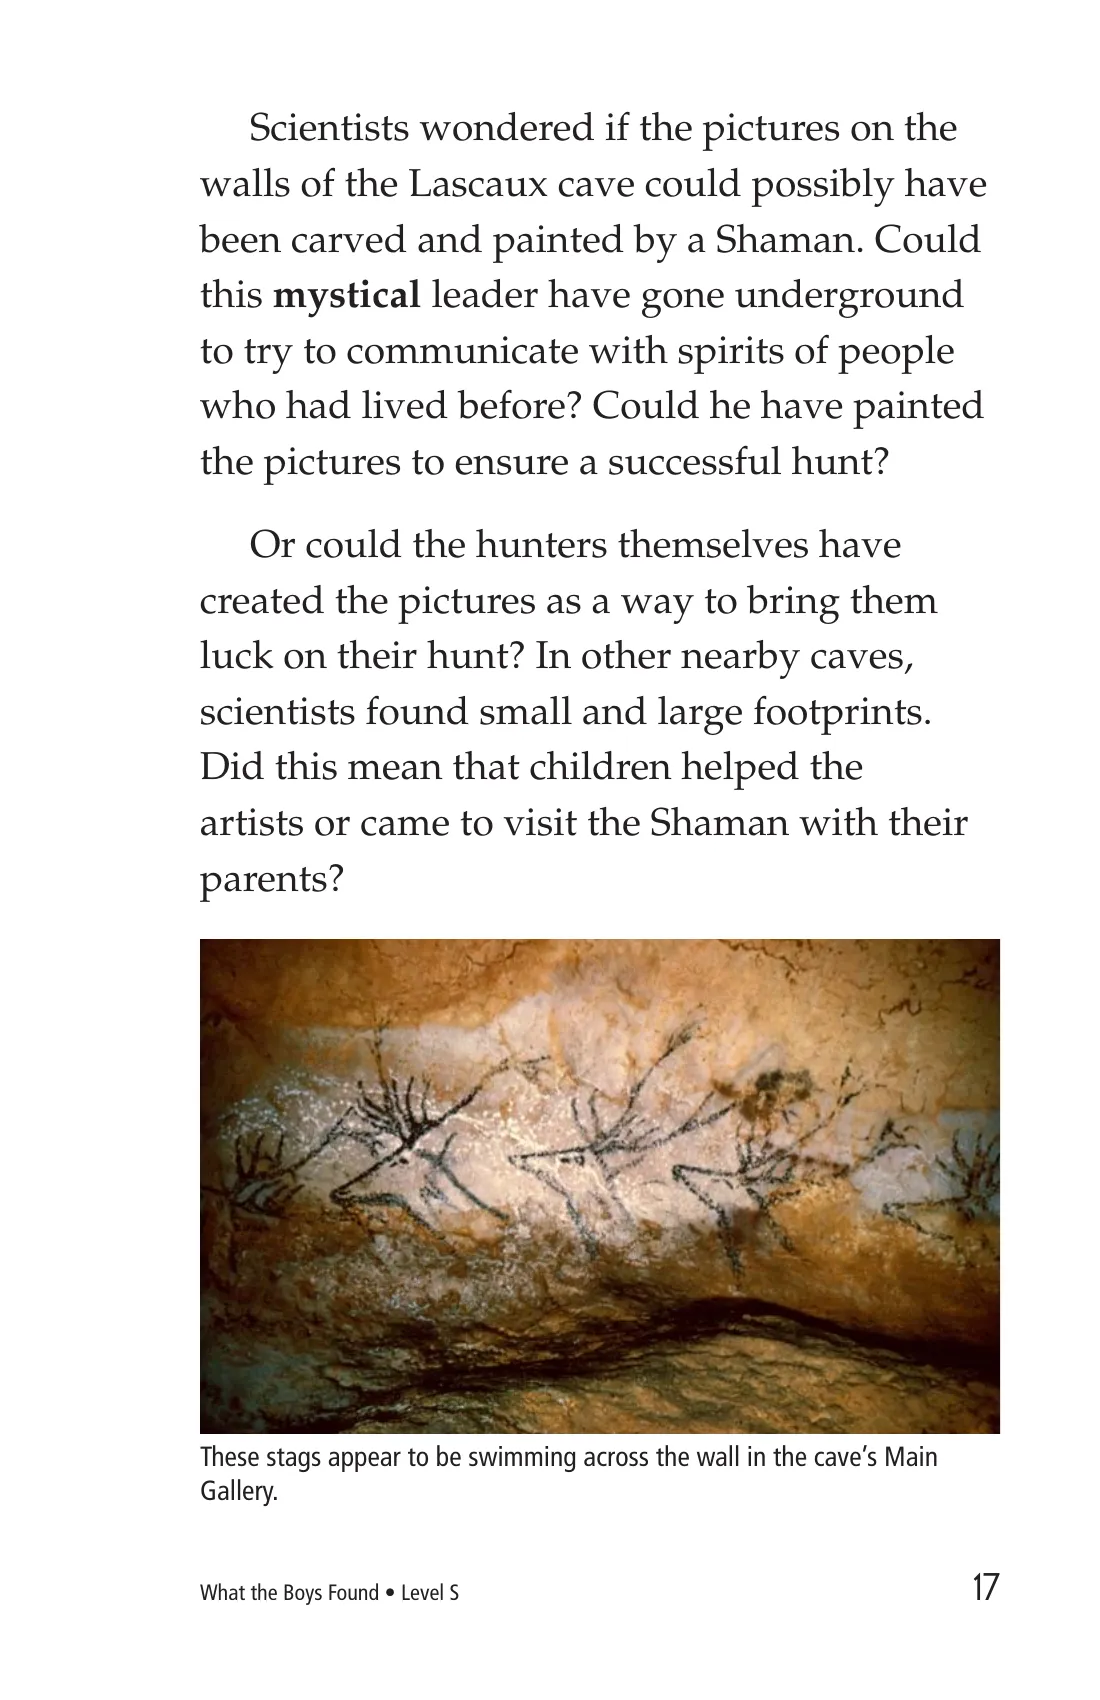 Scientists wondered if the pictures on the
walls of the Lascaux cave could possibly have
been carved and painted by a Shaman. Could
this mystical leader have gone underground
to try to communicate with spirits of people
who had lived before? Could he have painted
the pictures to ensure a successful hunt?
Or could the hunters themselves have
created the pictures as a way to bring them
luck on their hunt? In other nearby caves,
scientists found small and large footprints.
Did this mean that children helped the
artists or came to visit the Shaman with their
parents?
These stags appear to be swimming across the wall in the cave’s Main
Gallery.
What the Boys Found • Level S
17